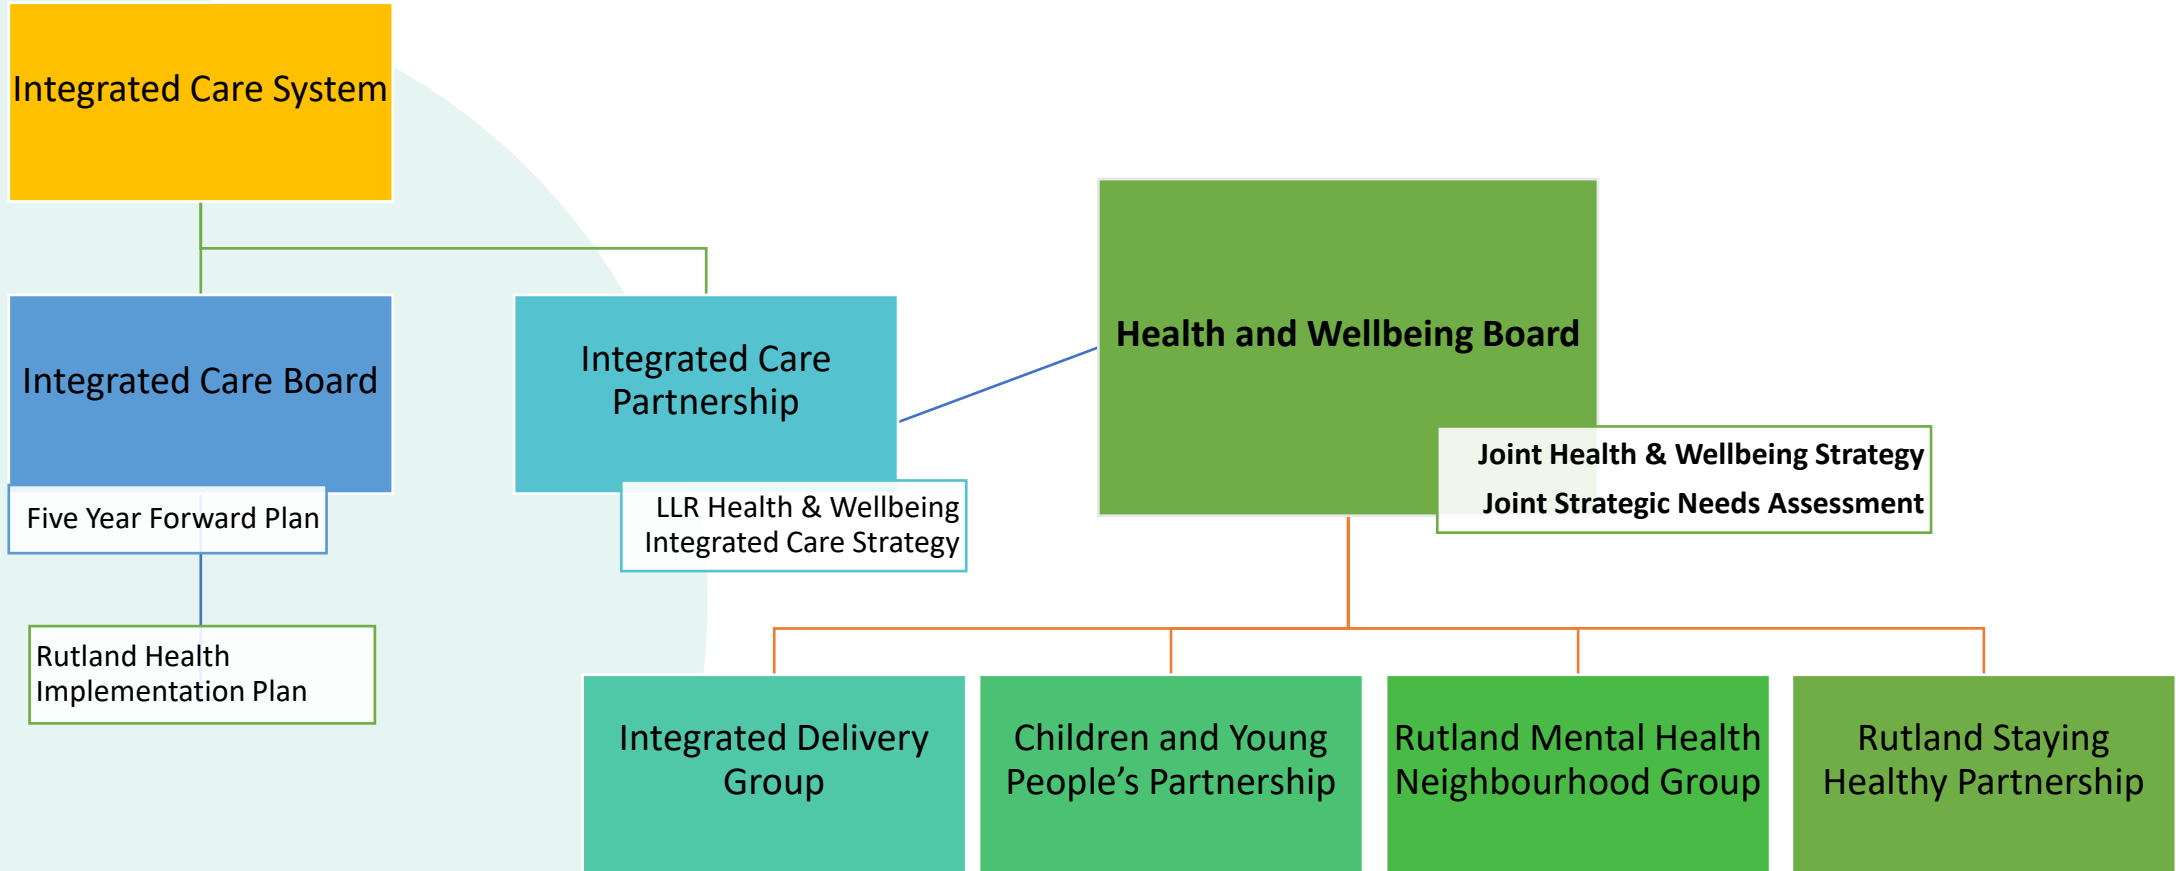 Integrated Care System
Integrated Care Board
Five Year Forward Plan
Rutland Health
Implementation Plan
Integrated Care
Partnership
LLR Health & Wellbeing
Integrated Care Strategy
Health and Wellbeing Board
Joint Health & Wellbeing Strategy
Joint Strategic Needs Assessment
Integrated Delivery
Group
Children and Young
People’s Partnership
Rutland Mental Health
Neighbourhood Group
Rutland Staying
Healthy Partnership